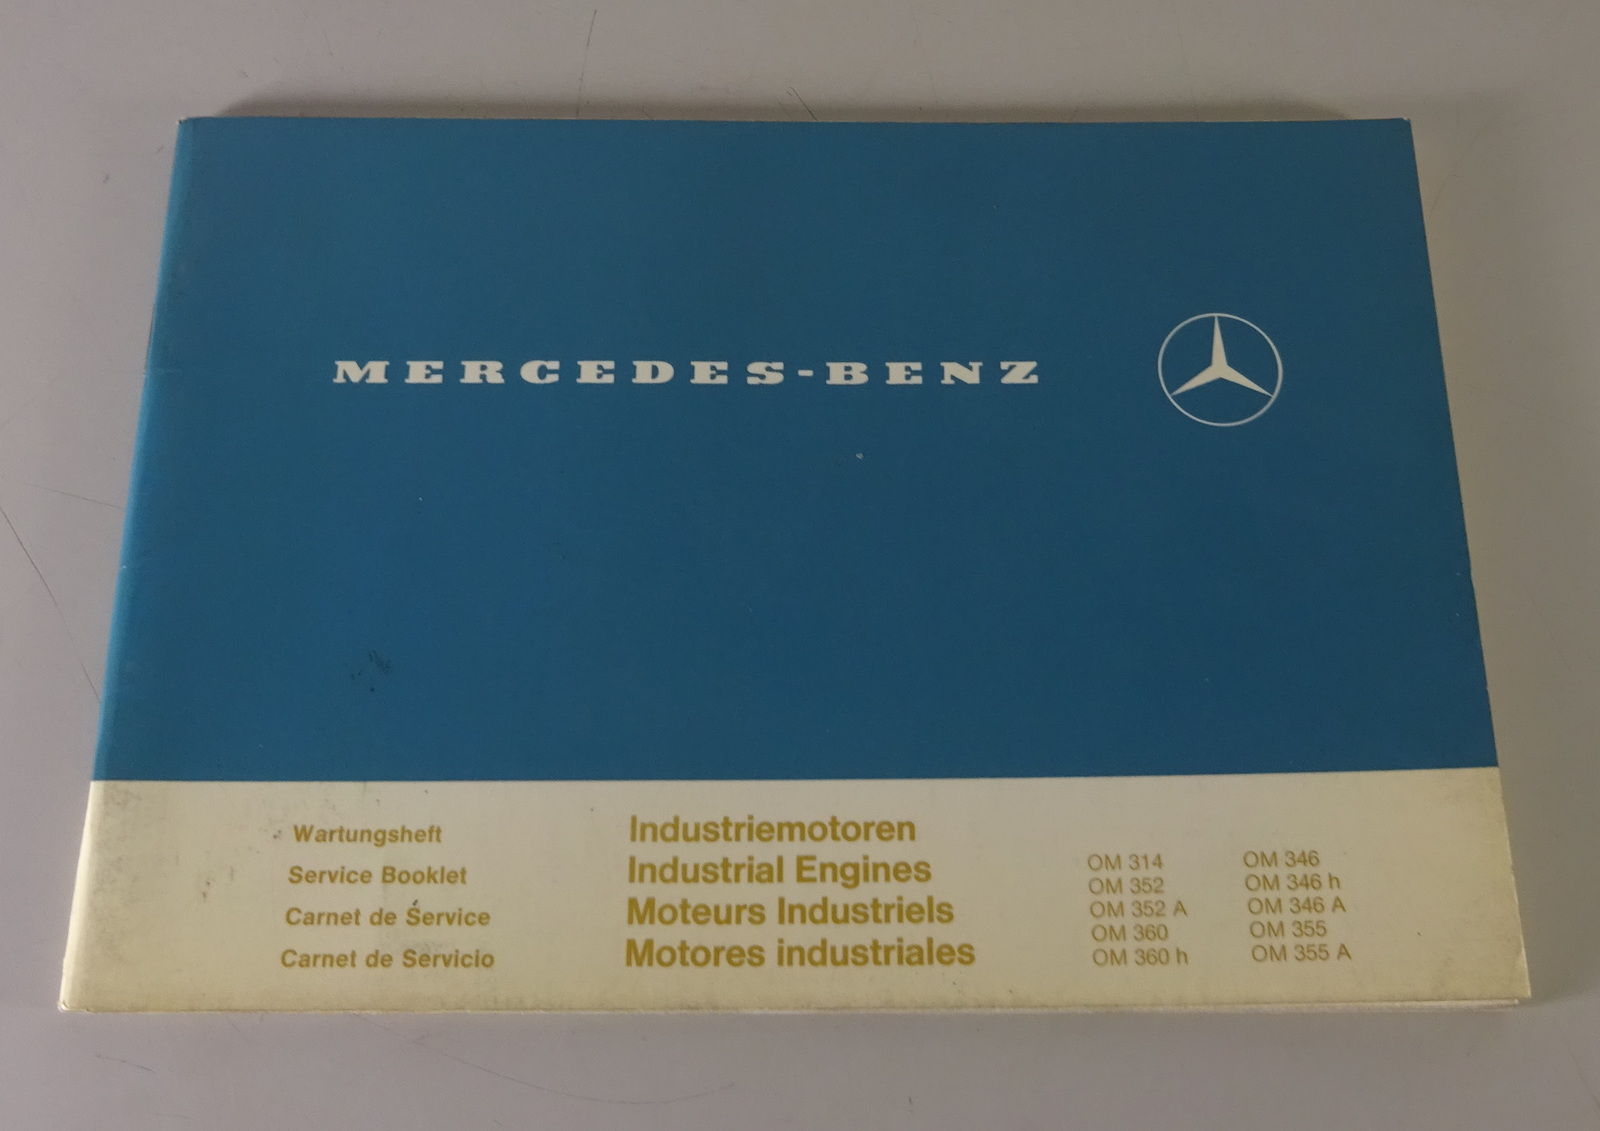 MERCEDES-BENZ
Wartungsheft
Service Booklet
Carnet de Service
Carnet de Servicio
Industriemotoren
Industrial Engines
Moteurs Industriels
Motores industriales
OM 314
OM 352
OM 352 A
OM 360
OM 360 h
OM 346
OM 346 h
OM 346 A
OM 355
OM 355 A